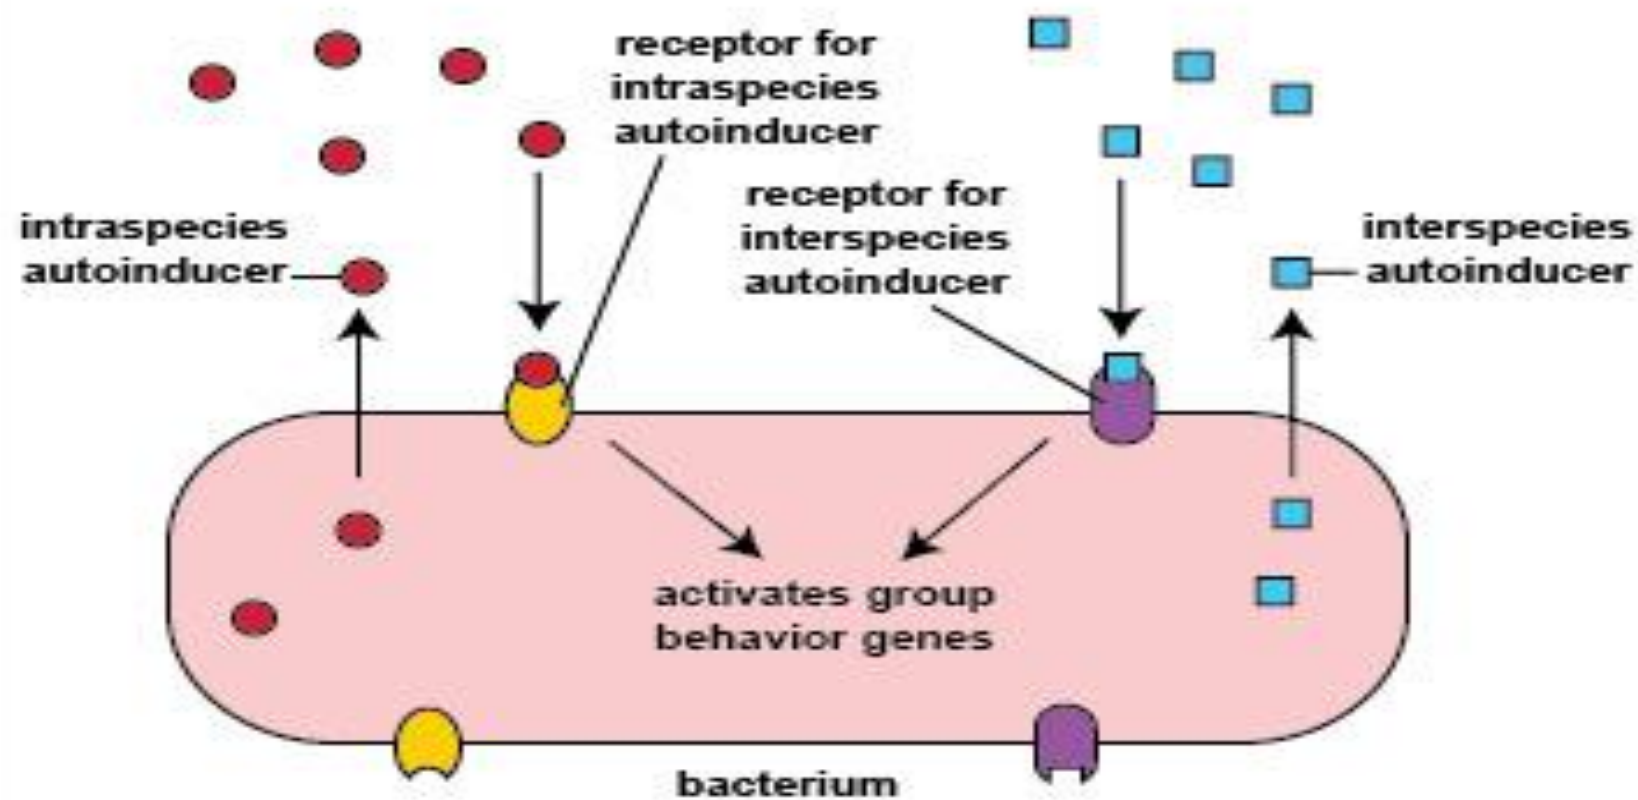 receptor for
intraspecies
autoinducer
receptor for
interspecies
autoinducer
intraspecies
autoinducer
interspecies
autoinducer
activates group
behavior genes
bacterium